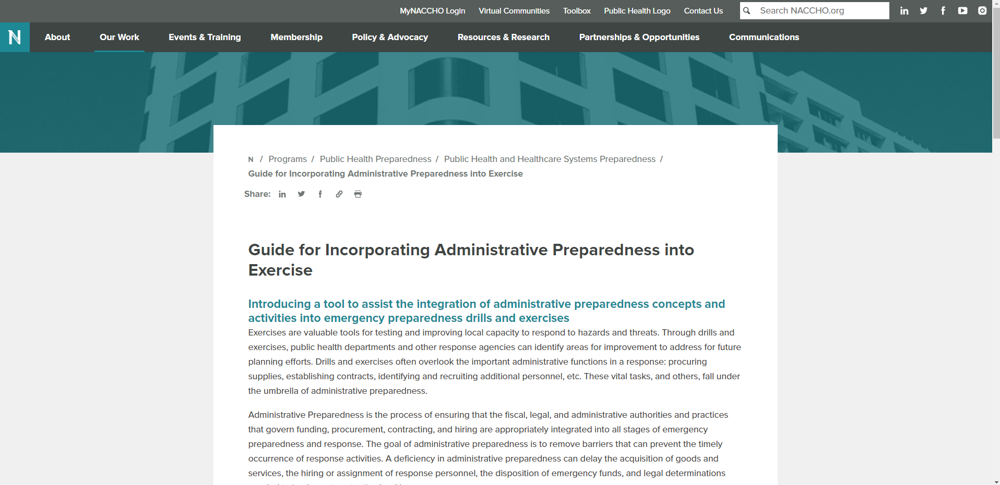 MyNACCHO Login Virtual Communities Toolbox Public Health Logo Contact Us Search NACCHO.org
N About Our Work Events & Training Membership Policy & Advocacy Resources & Research Partnerships & Opportunities Communications
N / Programs / Public Health Preparedness / Public Health and Healthcare Systems Preparedness /
Guide for Incorporating Administrative Preparedness into Exercise
Share:
Guide for Incorporating Administrative Preparedness into
Exercise
Introducing a tool to assist the integration of administrative preparedness concepts and
activities into emergency preparedness drills and exercises
Exercises are valuable tools for testing and improving local capacity to respond to hazards and threats. Through drills and
exercises, public health departments and other response agencies can identify areas for improvement to address for future
planning efforts. Drills and exercises often overlook the important administrative functions in a response: procuring
supplies, establishing contracts, identifying and recruiting additional personnel, etc. These vital tasks, and others, fall under
the umbrella of administrative preparedness.
Administrative Preparedness is the process of ensuring that the fiscal, legal, and administrative authorities and practices
that govern funding, procurement, contracting, and hiring are appropriately integrated into all stages of emergency
preparedness and response. The goal of administrative preparedness is to remove barriers that can prevent the timely
occurrence of response activities. A deficiency in administrative preparedness can delay the acquisition of goods and
services, the hiring or assignment of response personnel, the disposition of emergency funds, and legal determinations